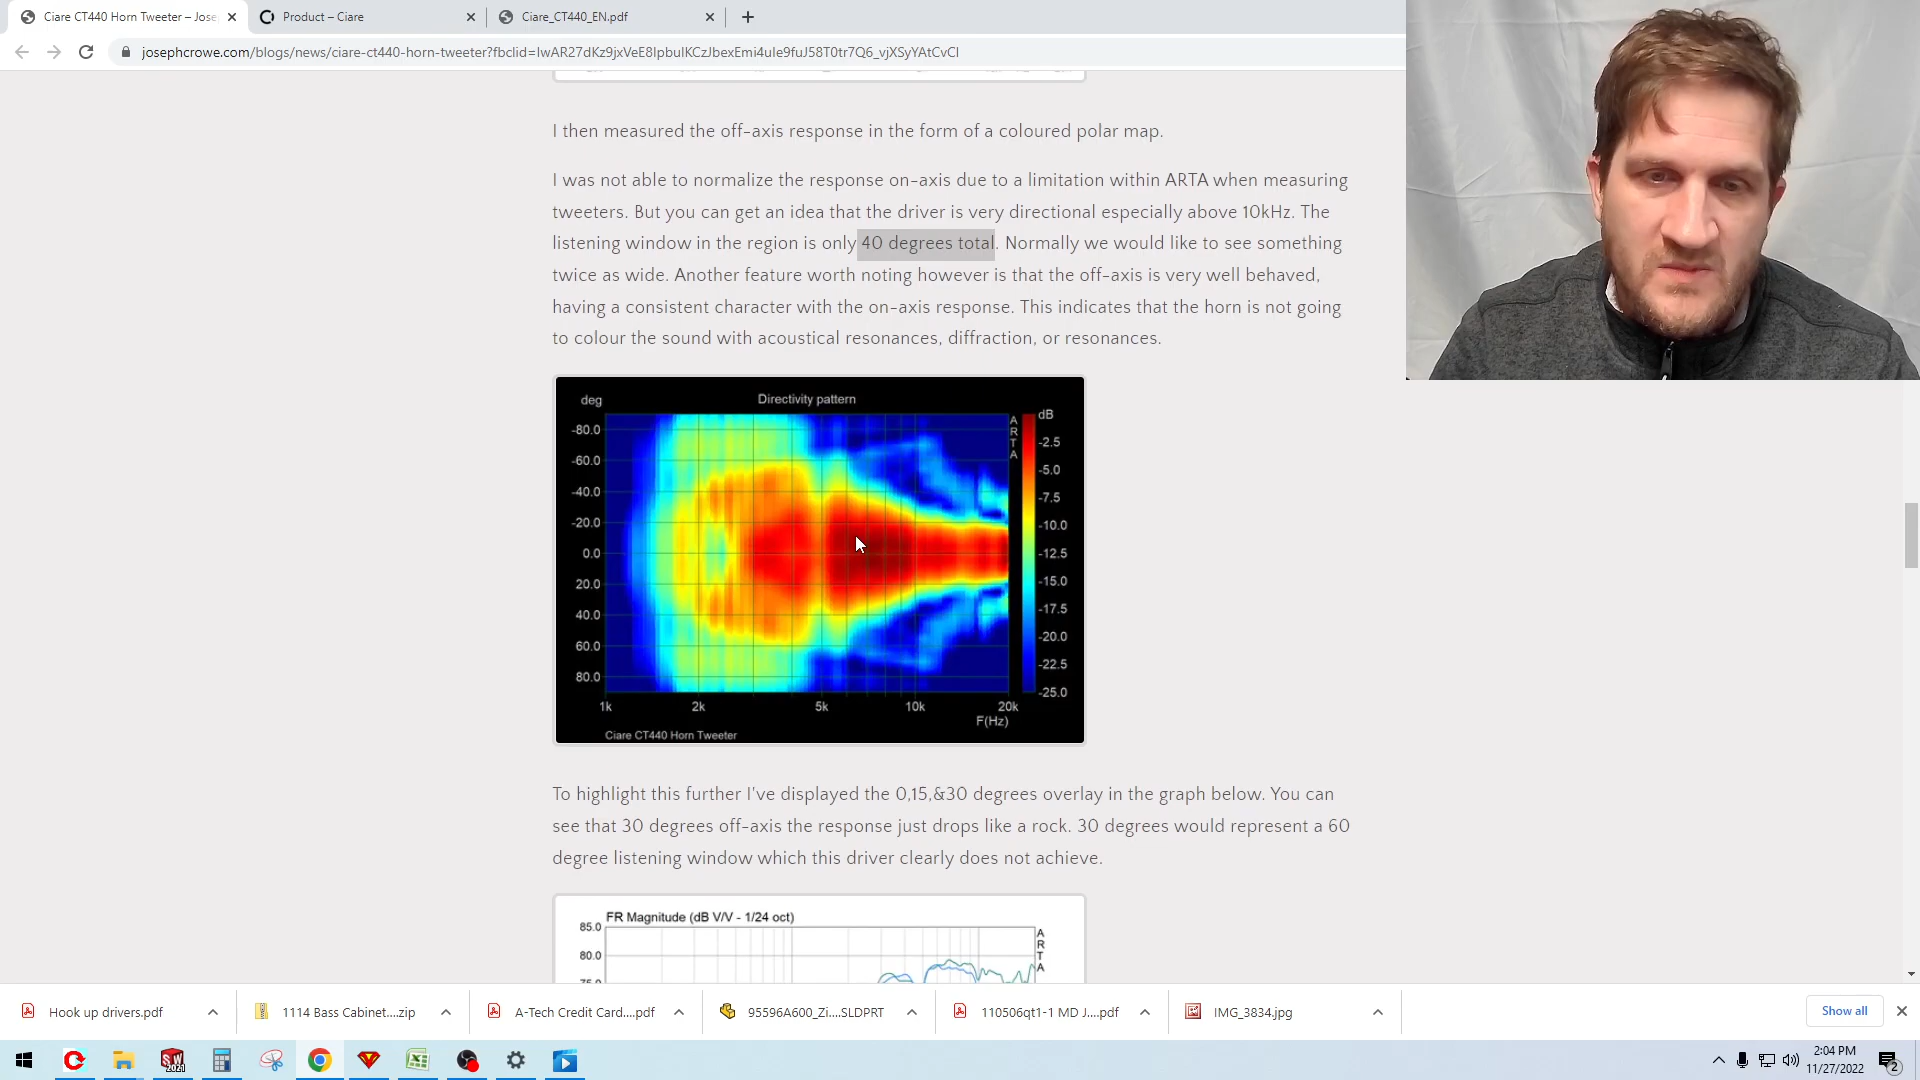 Ciare CT440 Horn Tweeter – Jose
Product – Ciare
Ciare_CT440_EN.pdf
josephcrowe.com/blogs/news/ciare-ct440-horn-tweeter?fbclid=IwAR27dKz9jxVeE8IpbulKCzJbexEmi4ule9fuJ58T0tr7Q6_vjXSyYAtCvCI
I then measured the off-axis response in the form of a coloured polar map.
I was not able to normalize the response on-axis due to a limitation within ARTA when measuring
tweeters. But you can get an idea that the driver is very directional especially above 10kHz. The
listening window in the region is only 40 degrees total. Normally we would like to see something
twice as wide. Another feature worth noting however is that the off-axis is very well behaved,
having a consistent character with the on-axis response. This indicates that the horn is not going
to colour the sound with acoustical resonances, diffraction, or resonances.
deg
Directivity pattern
dB
ARTA
-80.0
-60.0
-40.0
-20.0
0.0
20.0
40.0
60.0
80.0
-2.5
-5.0
-7.5
-10.0
-12.5
-15.0
-17.5
-20.0
-22.5
-25.0
1k 2k 5k 10k 20k
F(Hz)
Ciare CT440 Horn Tweeter
To highlight this further I've displayed the 0,15,&30 degrees overlay in the graph below. You can
see that 30 degrees off-axis the response just drops like a rock. 30 degrees would represent a 60
degree listening window which this driver clearly does not achieve.
FR Magnitude (dB V/V - 1/24 oct)
85.0
80.0
ARTA
Hook up drivers.pdf
1114 Bass Cabinet....zip
A-Tech Credit Card....pdf
95596A600_Zi....SLDPRT
110506qt1-1 MD J....pdf
IMG_3834.jpg
Show all
SW
2021
2:04 PM
11/27/2022
2